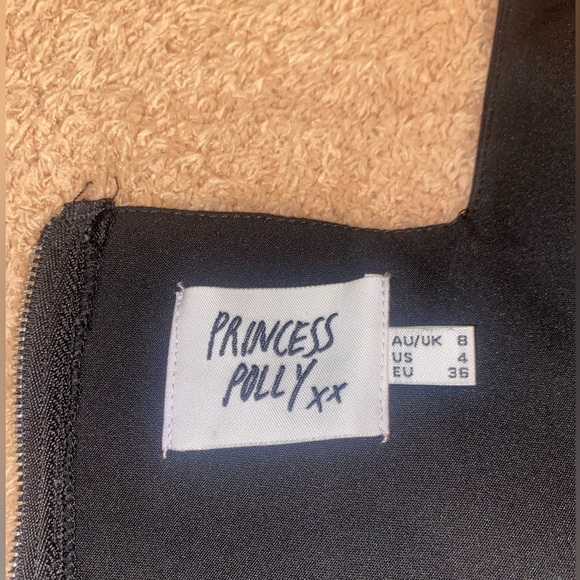 PRINCESS
POLLY xx
AU/UK 8
US 4
EU 36